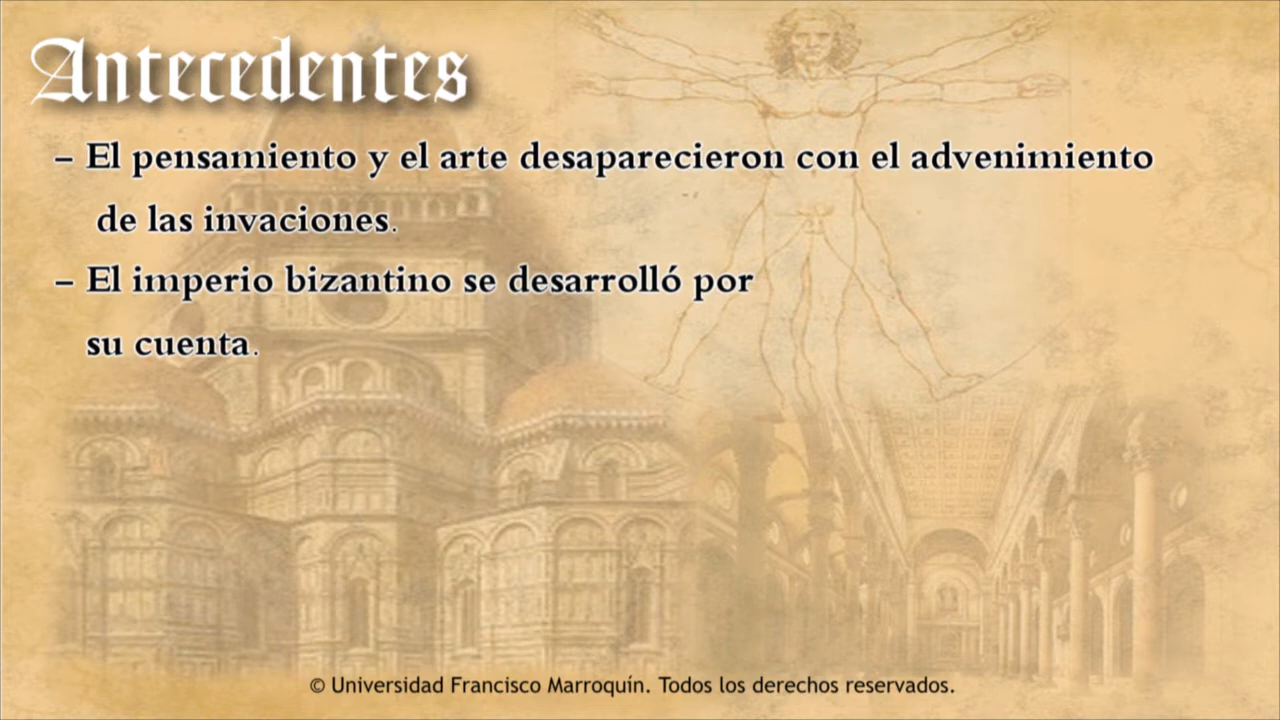 Antecedentes
– El pensamiento y el arte desaparecieron con el advenimiento
de las invaciones.
– El imperio bizantino se desarrolló por
su cuenta.
© Universidad Francisco Marroquín. Todos los derechos reservados.